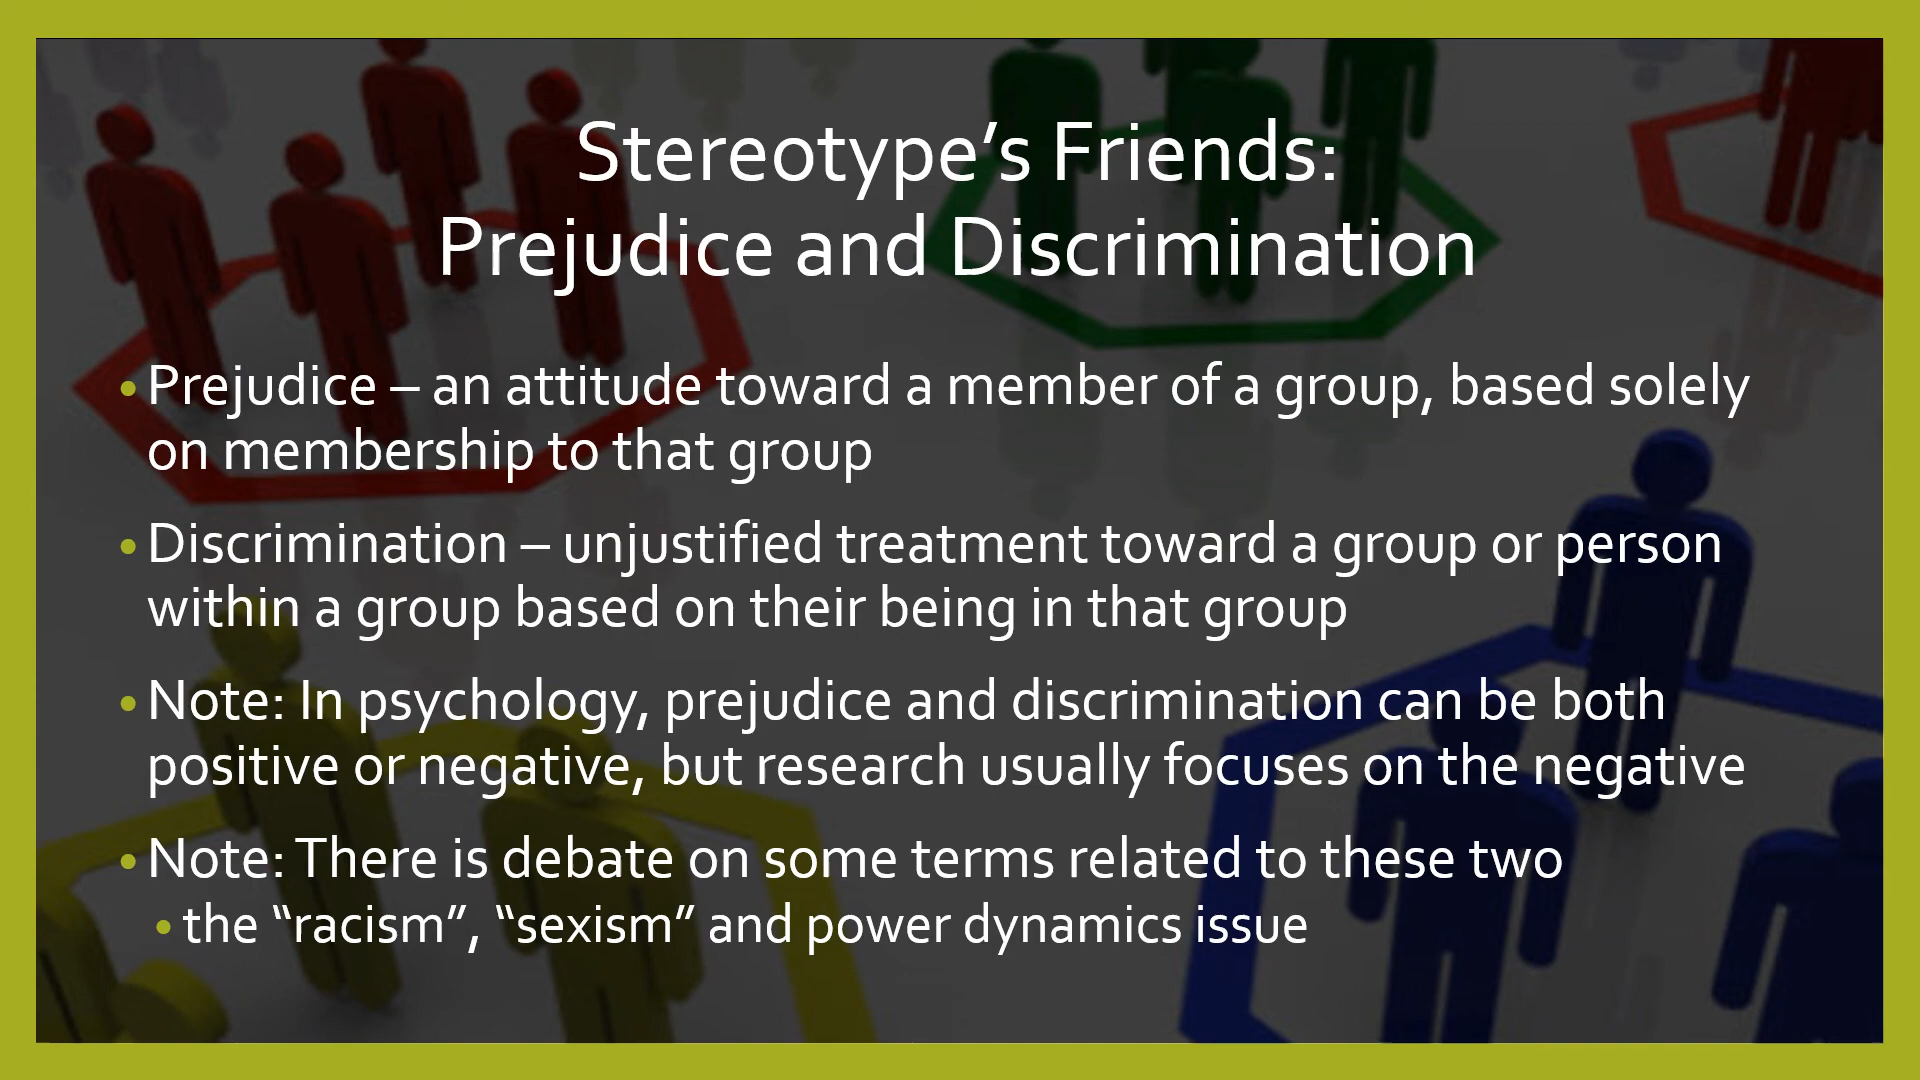 Stereotype’s Friends:
Prejudice and Discrimination
• Prejudice – an attitude toward a member of a group, based solely
on membership to that group
• Discrimination – unjustified treatment toward a group or person
within a group based on their being in that group
• Note: In psychology, prejudice and discrimination can be both
positive or negative, but research usually focuses on the negative
• Note: There is debate on some terms related to these two
• the “racism”, “sexism” and power dynamics issue